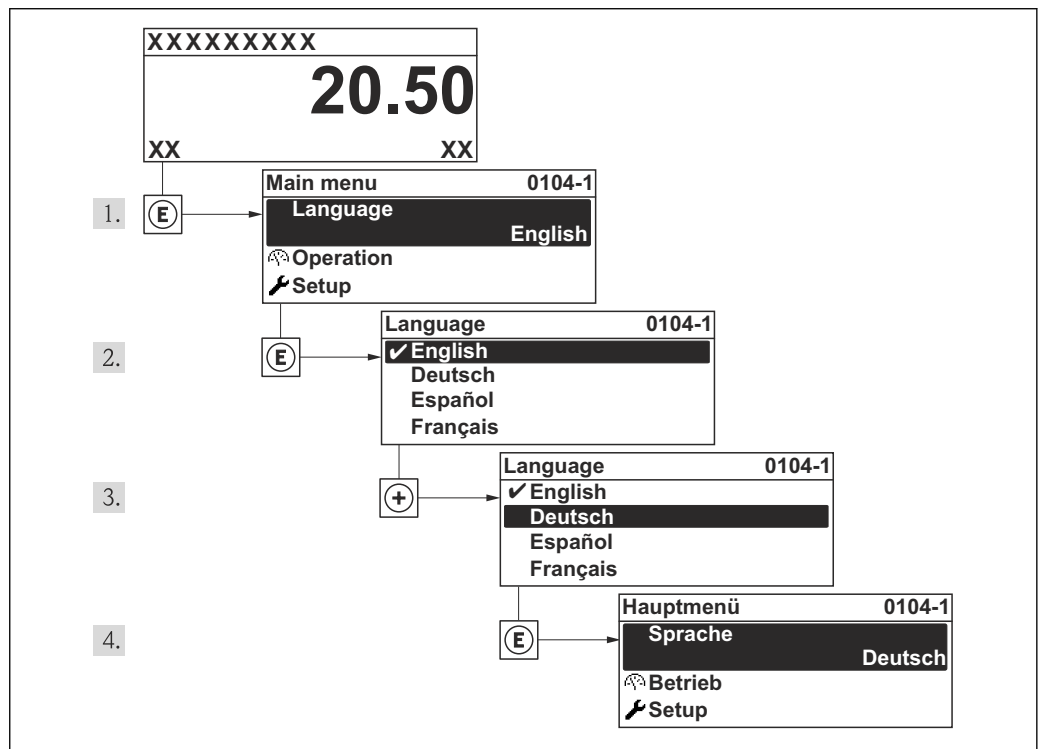 XXXXXXXXX
20.50
XX XX
1. E
Main menu 0104-1
Language
English
Operation
Setup
2. E
Language 0104-1
✔ English
Deutsch
Español
Français
3. +
Language 0104-1
✔ English
Deutsch
Español
Français
4. E
Hauptmenü 0104-1
Sprache
Deutsch
Betrieb
Setup